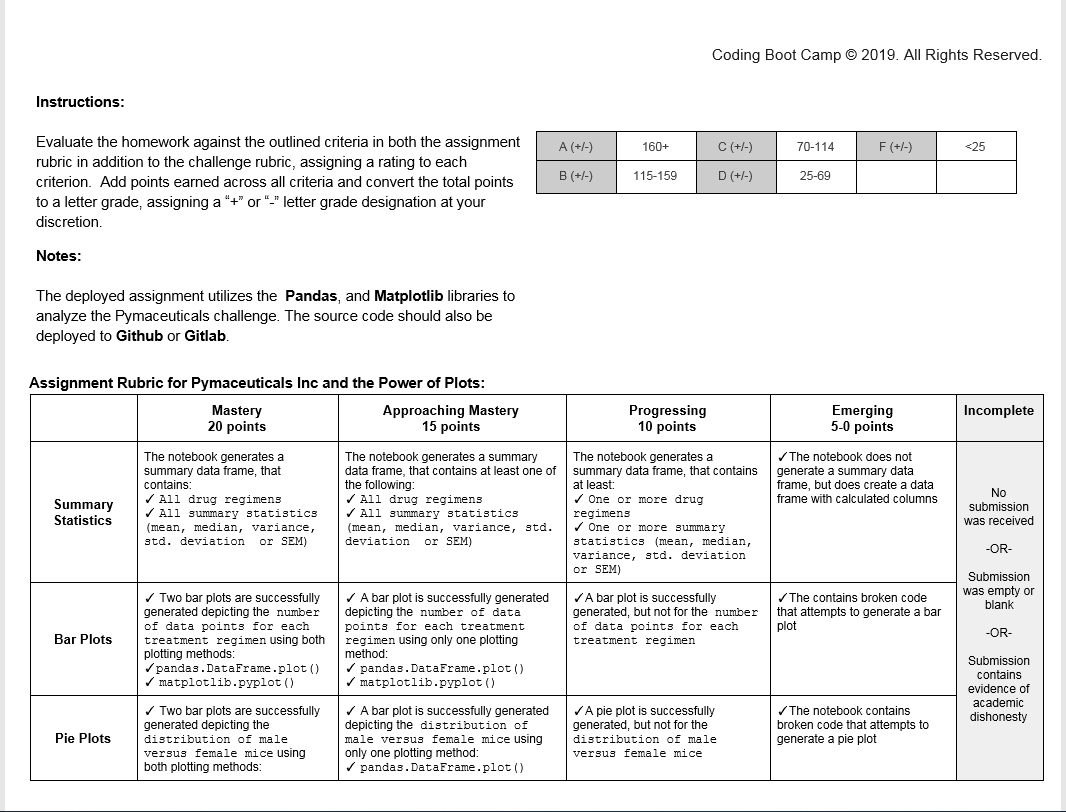 Coding Boot Camp © 2019. All Rights Reserved.
Instructions:
Evaluate the homework against the outlined criteria in both the assignment
rubric in addition to the challenge rubric, assigning a rating to each
criterion.  Add points earned across all criteria and convert the total points
to a letter grade, assigning a “+” or “-” letter grade designation at your
discretion.
A (+/-) 160+ C (+/-) 70-114 F (+/-) <25
B (+/-) 115-159 D (+/-) 25-69
Notes:
The deployed assignment utilizes the  Pandas, and Matplotlib libraries to
analyze the Pymaceuticals challenge. The source code should also be
deployed to Github or Gitlab.
Assignment Rubric for Pymaceuticals Inc and the Power of Plots:
Mastery
20 points
Approaching Mastery
15 points
Progressing
10 points
Emerging
5-0 points
Incomplete
Summary
Statistics
The notebook generates a
summary data frame, that
contains:
✓ All drug regimens
✓ All summary statistics
(mean, median, variance,
std. deviation  or SEM)
The notebook generates a summary
data frame, that contains at least one of
the following:
✓ All drug regimens
✓ All summary statistics
(mean, median, variance, std.
deviation  or SEM)
The notebook generates a
summary data frame, that contains
at least:
✓ One or more drug
regimens
✓ One or more summary
statistics (mean, median,
variance, std. deviation
or SEM)
✓The notebook does not
generate a summary data
frame, but does create a data
frame with calculated columns
No
submission
was received
-OR-
Submission
was empty or
blank
-OR-
Submission
contains
evidence of
academic
dishonesty
Bar Plots
✓ Two bar plots are successfully
generated depicting the number
of data points for each
treatment regimen using both
plotting methods:
✓pandas.DataFrame.plot()
✓ matplotlib.pyplot()
✓ A bar plot is successfully generated
depicting the number of data
points for each treatment
regimen using only one plotting
method:
✓ pandas.DataFrame.plot()
✓ matplotlib.pyplot()
✓A bar plot is successfully
generated, but not for the number
of data points for each
treatment regimen
✓The contains broken code
that attempts to generate a bar
plot
Pie Plots
✓ Two bar plots are successfully
generated depicting the
distribution of male
versus female mice using
both plotting methods:
✓ A bar plot is successfully generated
depicting the distribution of
male versus female mice using
only one plotting method:
✓ pandas.DataFrame.plot()
✓A pie plot is successfully
generated, but not for the
distribution of male
versus female mice
✓The notebook contains
broken code that attempts to
generate a pie plot